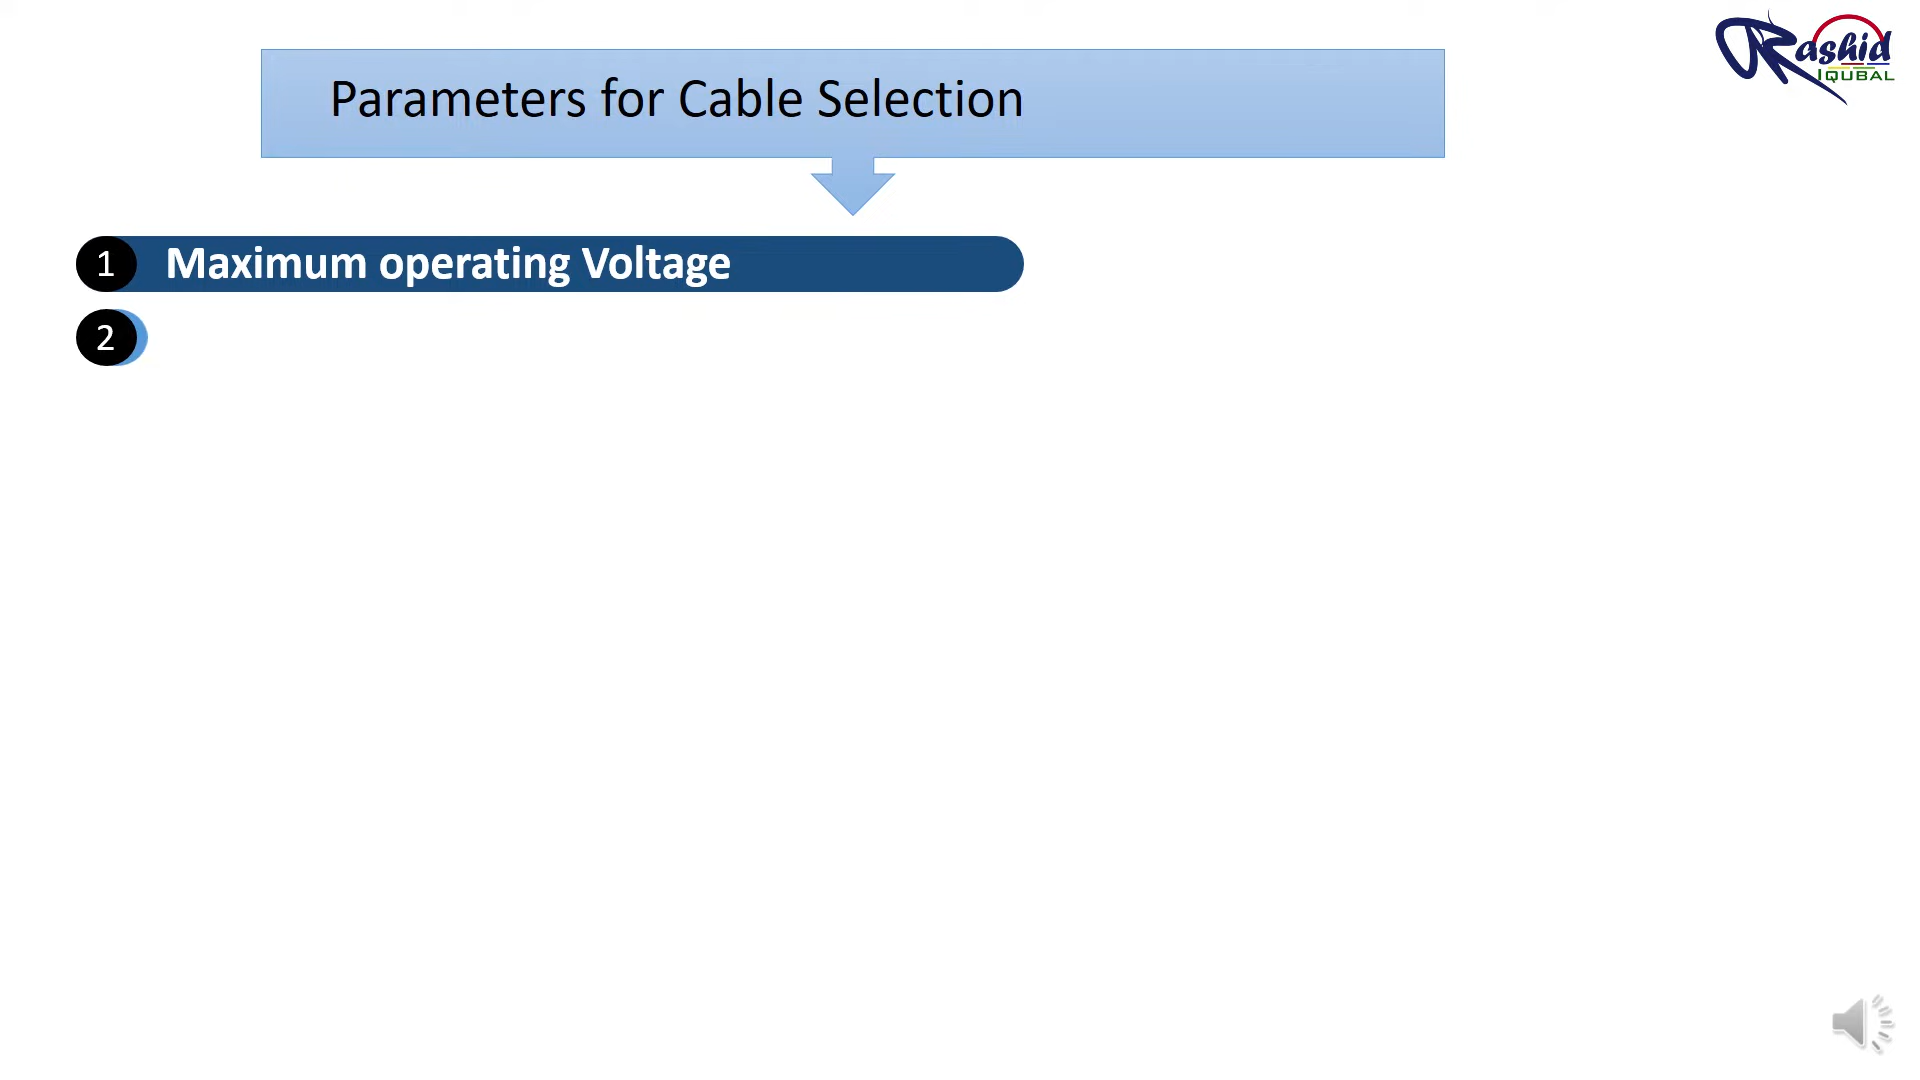 Rashid
IQUBAL
Parameters for Cable Selection
1 Maximum operating Voltage
2